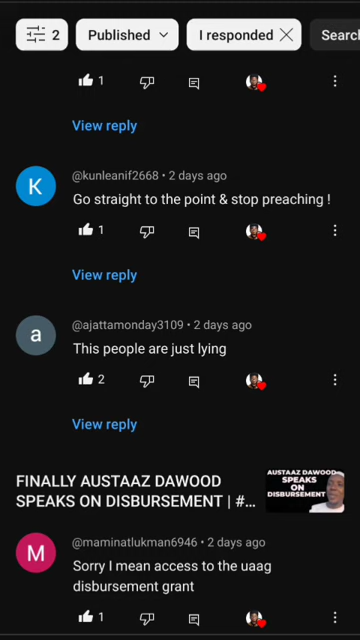 2
Published
I responded
Search
1
View reply
@kunleanif2668 • 2 days ago
K
Go straight to the point & stop preaching !
1
View reply
@ajattamonday3109 • 2 days ago
a
This people are just lying
2
View reply
FINALLY AUSTAAZ DAWOOD
SPEAKS ON DISBURSEMENT | #...
AUSTAAZ DAWOOD
SPEAKS
ON
DISBURSEMENT
@maminatlukman6946 • 2 days ago
M
Sorry I mean access to the uaag
disbursement grant
1